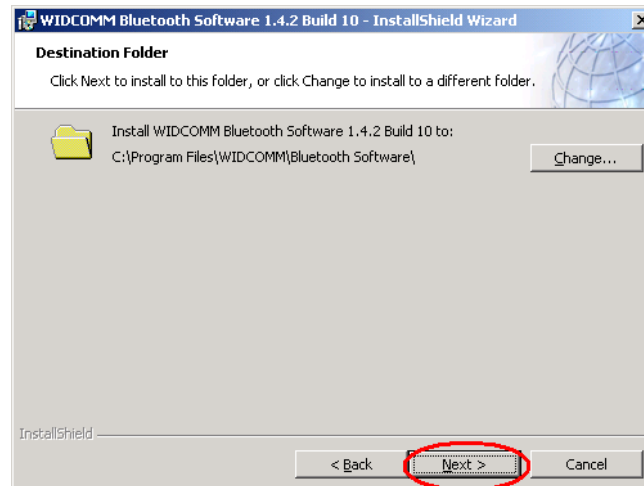 WIDCOMM Bluetooth Software 1.4.2 Build 10 - InstallShield Wizard
Destination Folder
Click Next to install to this folder, or click Change to install to a different folder.
Install WIDCOMM Bluetooth Software 1.4.2 Build 10 to:
C:\Program Files\WIDCOMM\Bluetooth Software\
Change...
InstallShield
< Back
Next >
Cancel